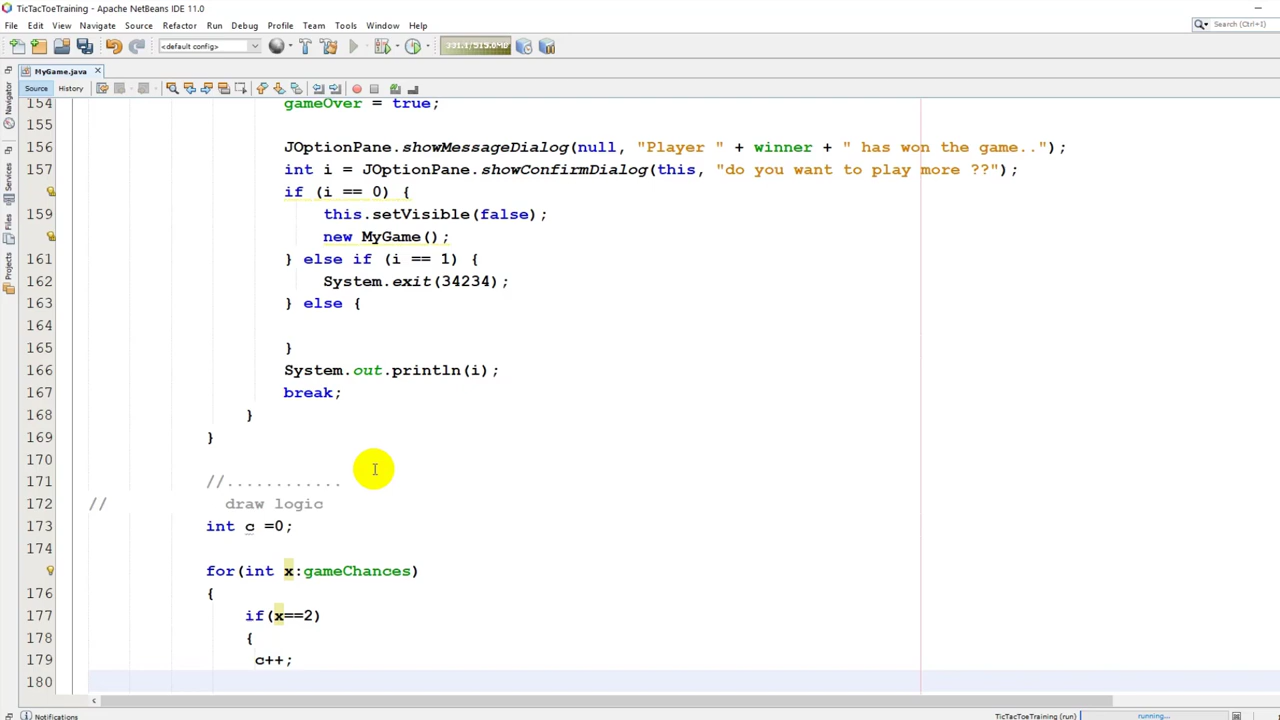 TicTacToeTraining - Apache NetBeans IDE 11.0
File Edit View Navigate Source Refactor Run Debug Profile Team Tools Window Help
Search (Ctrl+I)
<default config>
MyGame.java
Source History
Navigator
Services
Files
Projects
154 gameOver = true;
155
156 JOptionPane.showMessageDialog(null, "Player " + winner + " has won the game..");
157 int i = JOptionPane.showConfirmDialog(this, "do you want to play more ??");
if (i == 0) {
159 this.setVisible(false);
new MyGame();
161 } else if (i == 1) {
162 System.exit(34234);
163 } else {
164
165 }
166 System.out.println(i);
167 break;
168 }
169 }
170
171 //............
172 // draw logic
173 int c =0;
174
for(int x:gameChances)
176 {
177 if(x==2)
178 {
179 c++;
180
Notifications
TicTacToeTraining (run) running...